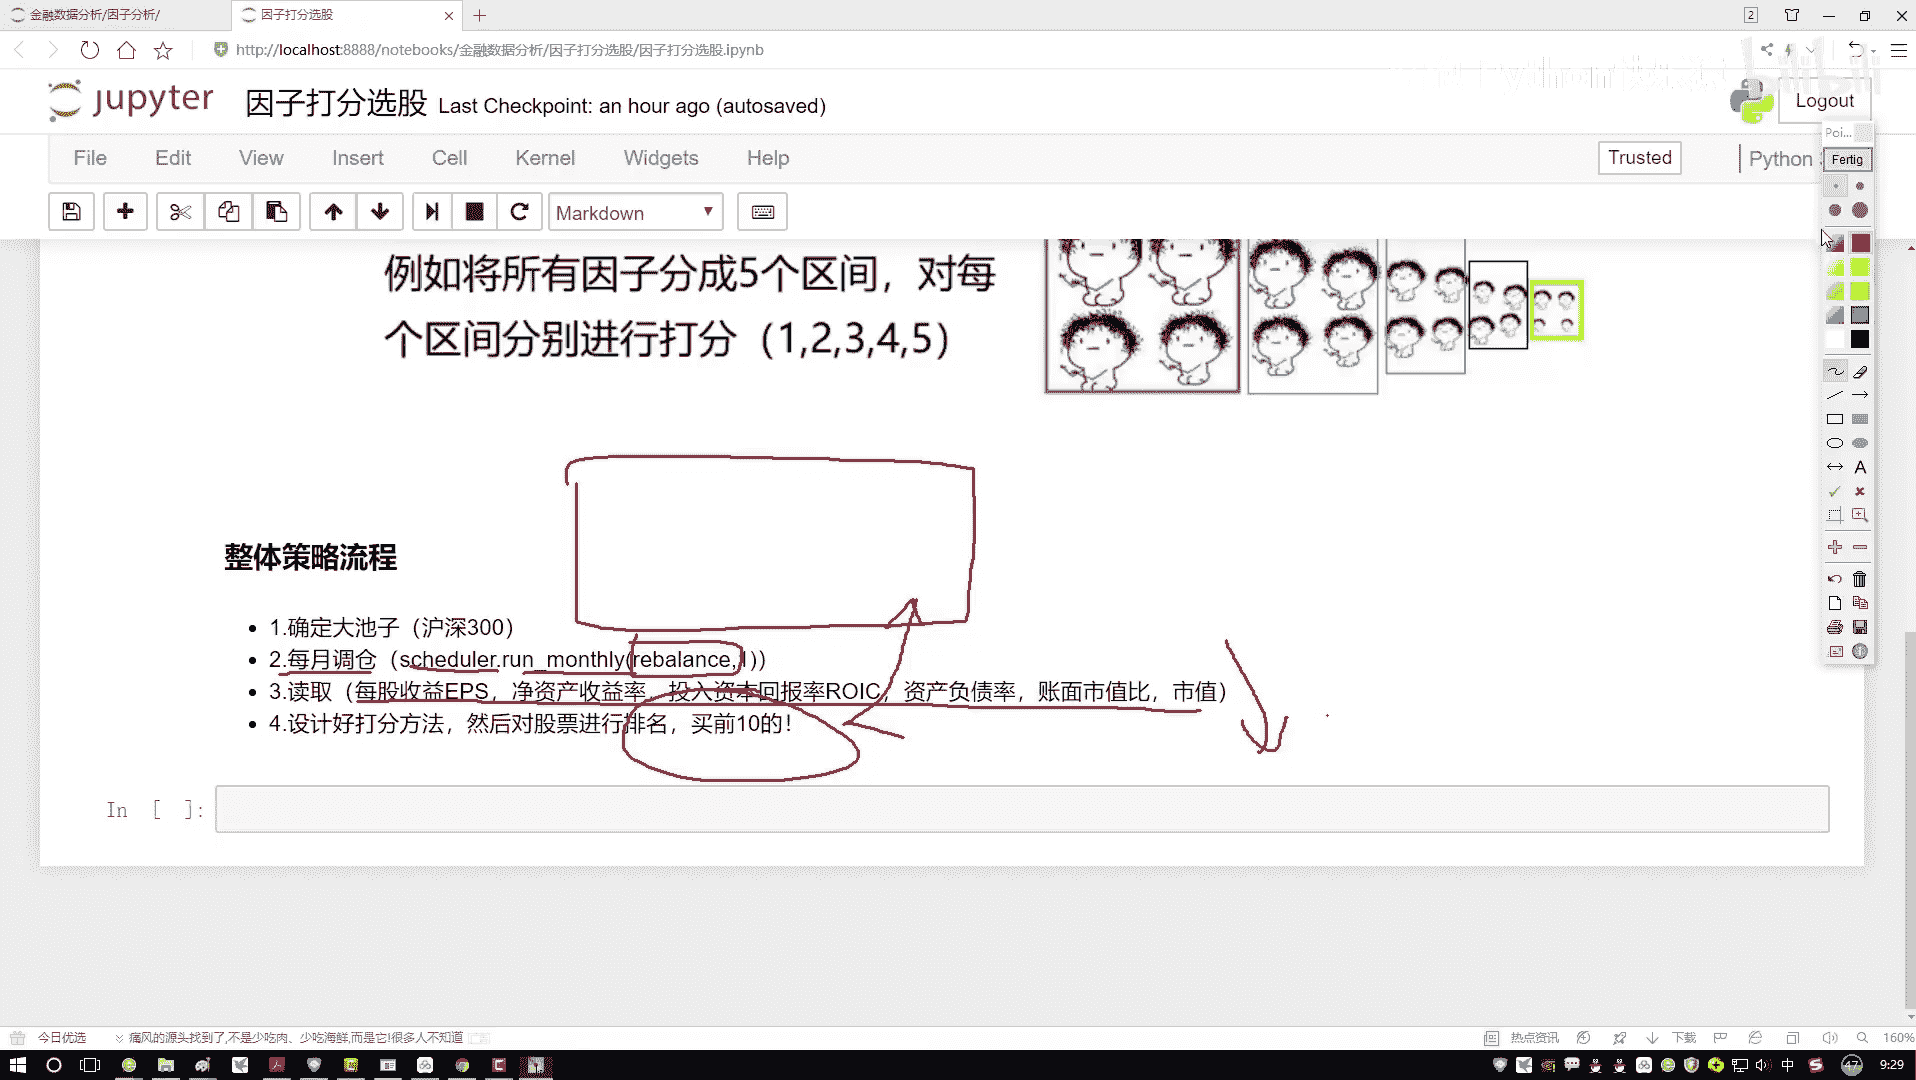 金融数据分析/因子分析/
因子打分选股
2
http://localhost:8888/notebooks/金融数据分析/因子打分选股/因子打分选股.ipynb
jupyter 因子打分选股 Last Checkpoint: an hour ago (autosaved)
bilibili
Logout
Poi...
File Edit View Insert Cell Kernel Widgets Help
Trusted
Python
Fertig
Markdown
例如将所有因子分成5个区间，对每
个区间分别进行打分（1,2,3,4,5）
A
整体策略流程
1.确定大池子（沪深300）
2.每月调仓（scheduler.run_monthly(rebalance,1)）
3.读取（每股收益EPS，净资产收益率，投入资本回报率ROIC，资产负债率，账面市值比，市值）
4.设计好打分方法，然后对股票进行排名，买前10的！
In [ ]:
今日优选
痛风的源头找到了,不是少吃肉、少吃海鲜,而是它!很多人不知道
热点资讯
下载
160%
中
47
9:29